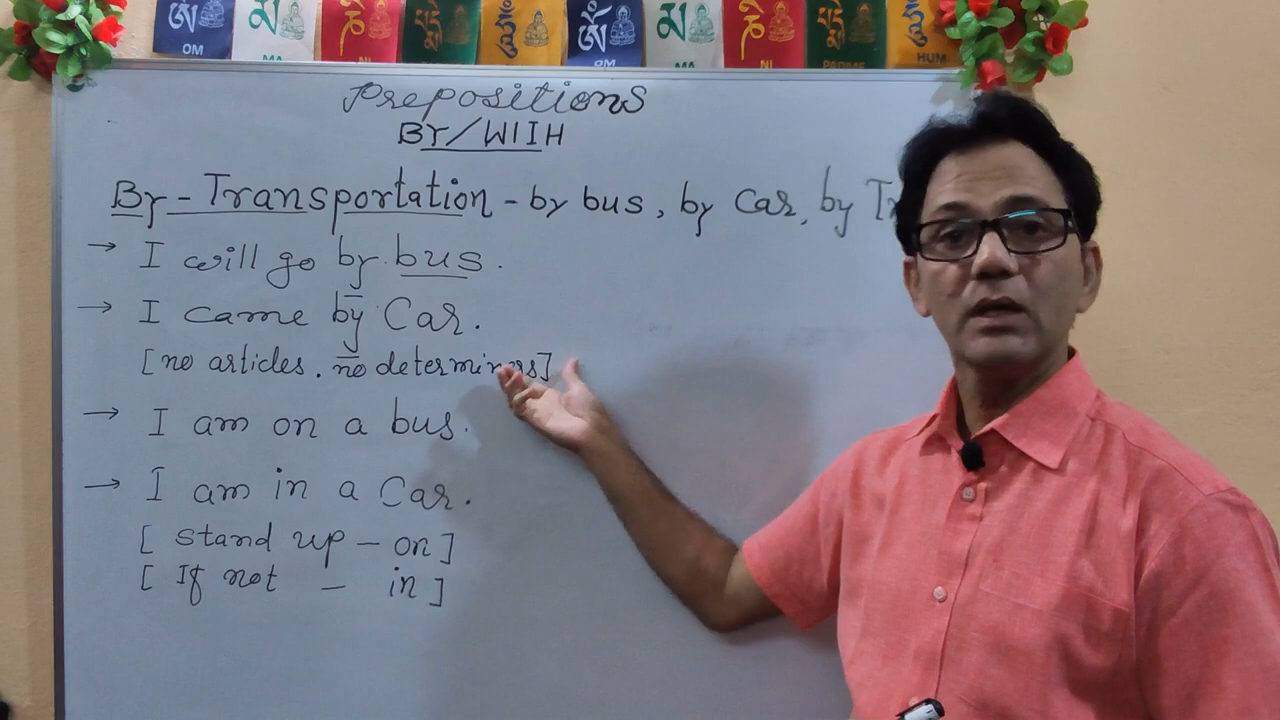 OM MA NI OM MA NI PADME HUM
Prepositions
BY/WITH
By-Transportation - by bus, by Car, by Tr
→ I will go by bus.
→ I came by Car.
[no articles. no determiners]
→ I am on a bus.
→ I am in a Car.
[stand up - on]
[If not - in]